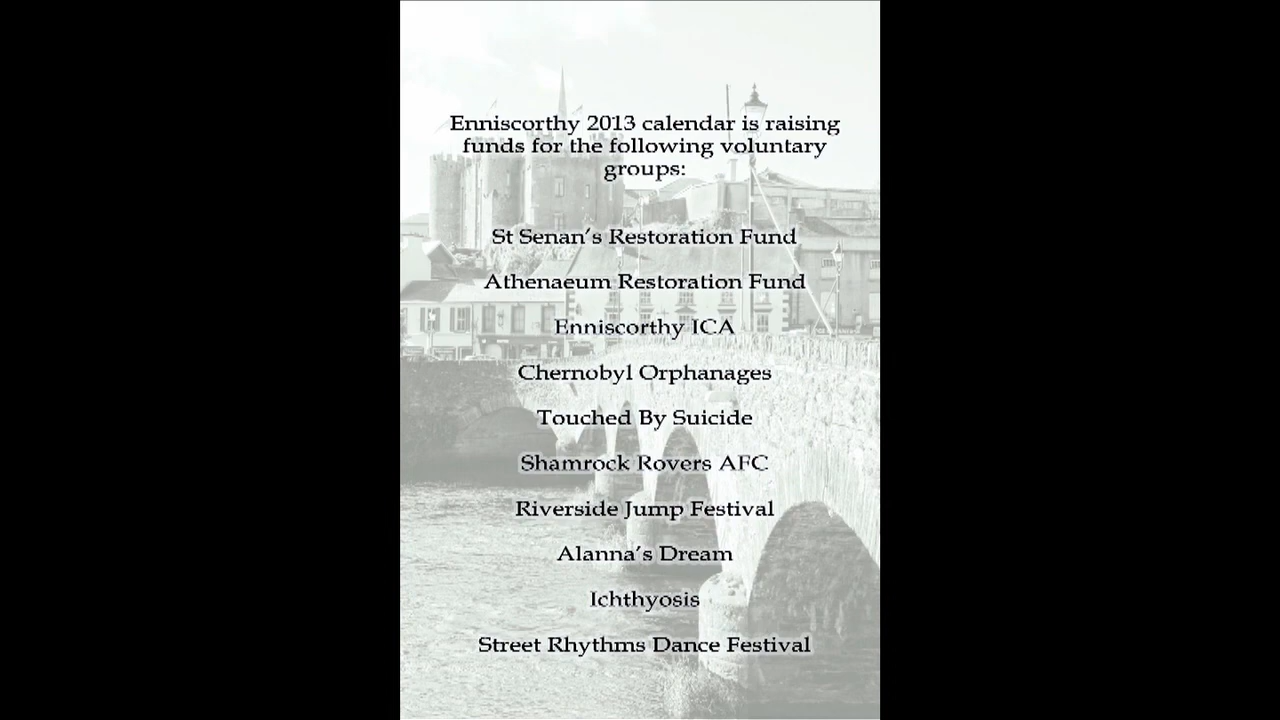 Enniscorthy 2013 calendar is raising
funds for the following voluntary
groups:
St Senan's Restoration Fund
Athenaeum Restoration Fund
Enniscorthy ICA
Chernobyl Orphanages
Touched By Suicide
Shamrock Rovers AFC
Riverside Jump Festival
Alanna's Dream
Ichthyosis
Street Rhythms Dance Festival